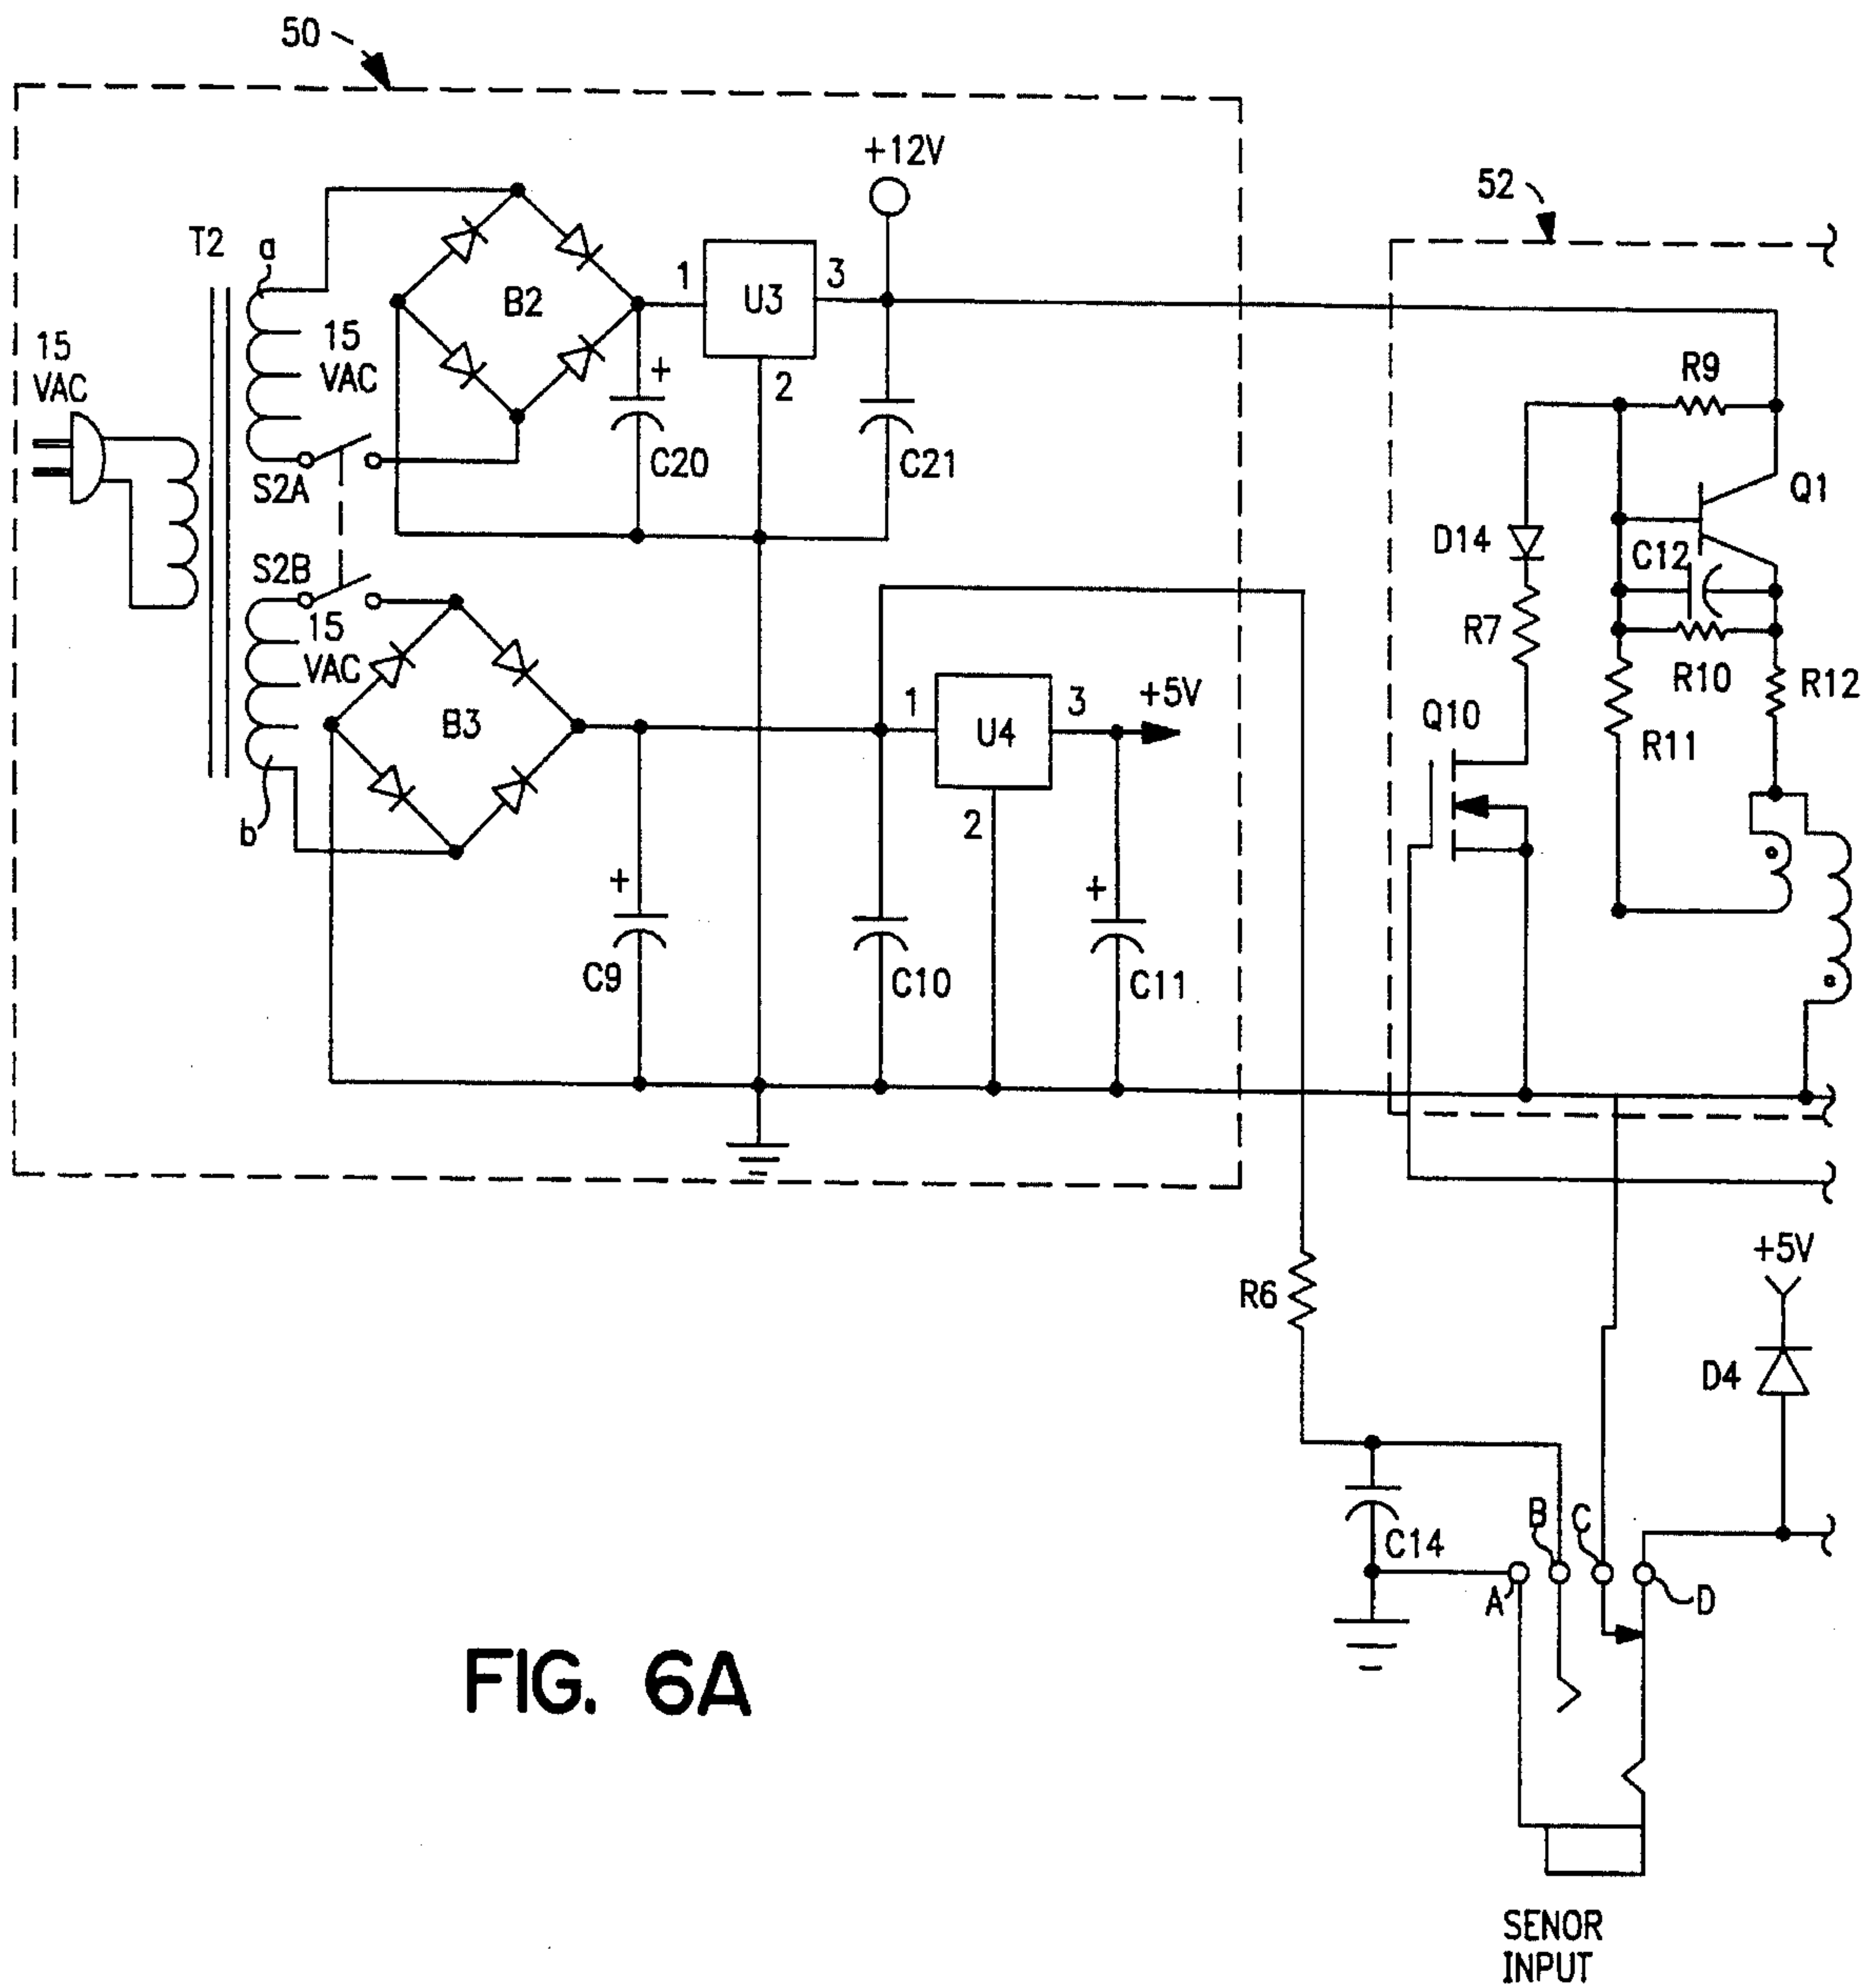 50
52
+12V
T2
a
15
VAC
15
VAC
B2
1
U3
3
2
+
C20
C21
S2A
R9
Q1
D14
C12
R7
R10
R12
R11
Q10
S2B
15
VAC
B3
b
1
U4
3
+5V
2
+
C9
C10
+
C11
R6
+5V
D4
C14
A
B
C
D
SENOR
INPUT
FIG. 6A